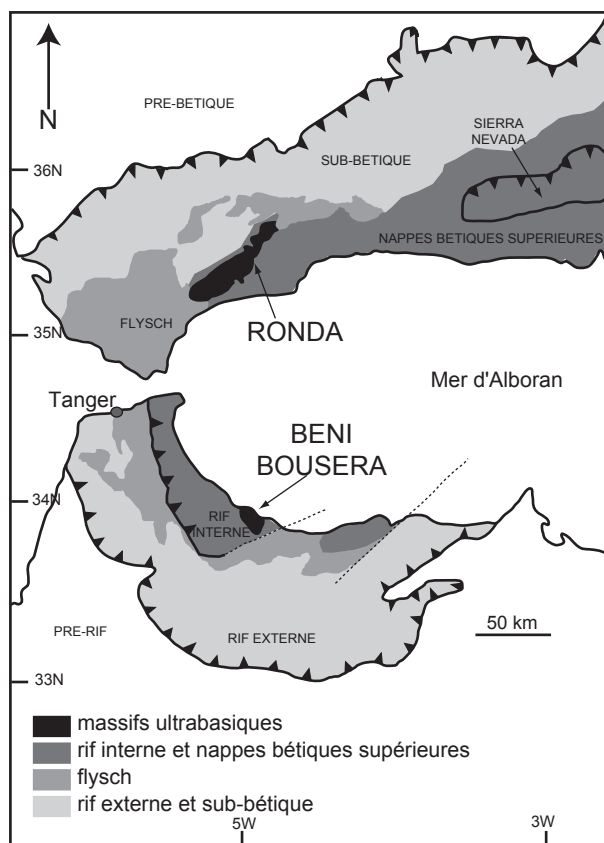 N
PRE-BETIQUE
SIERRA
NEVADA
36N
SUB-BETIQUE
NAPPES BETIQUES SUPERIEURES
FLYSCH
RONDA
35N
Mer d'Alboran
Tanger
BENI
BOUSERA
34N
RIF
INTERNE
50 km
PRE-RIF
RIF EXTERNE
33N
massifs ultrabasiques
rif interne et nappes bétiques supérieures
flysch
rif externe et sub-bétique
5W
3W